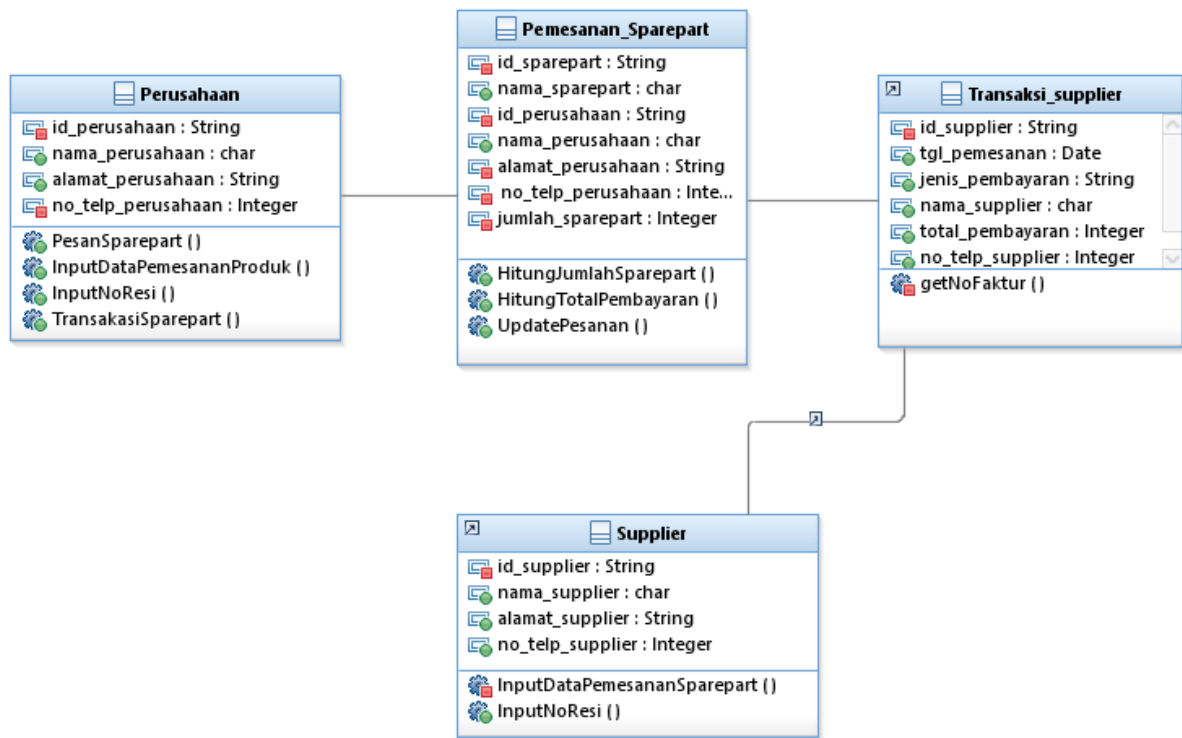 Perusahaan
id_perusahaan : String
nama_perusahaan : char
alamat_perusahaan : String
no_telp_perusahaan : Integer
PesanSparepart ()
InputDataPemesananProduk ()
InputNoResi ()
TransakasiSparepart ()
Pemesanan_Sparepart
id_sparepart : String
nama_sparepart : char
id_perusahaan : String
nama_perusahaan : char
alamat_perusahaan : String
no_telp_perusahaan : Inte...
jumlah_sparepart : Integer
HitungJumlahSparepart ()
HitungTotalPembayaran ()
UpdatePesanan ()
Transaksi_supplier
id_supplier : String
tgl_pemesanan : Date
jenis_pembayaran : String
nama_supplier : char
total_pembayaran : Integer
no_telp_supplier : Integer
getNoFaktur ()
Supplier
id_supplier : String
nama_supplier : char
alamat_supplier : String
no_telp_supplier : Integer
InputDataPemesananSparepart ()
InputNoResi ()